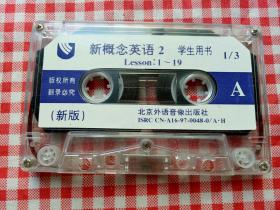 新概念英语 2 学生用书 1/3
Lesson:1~19
版权所有
翻录必究
A
(新版)
北京外语音像出版社
ISRC CN-A16-97-0048-0/A·H